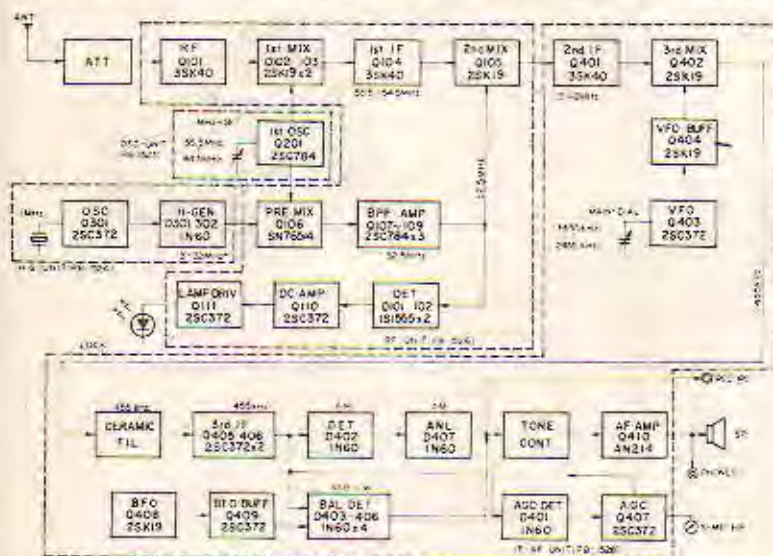 ANT
ATT
RF
Q101
3SK40
1st MIX
Q102 103
2SK19×2
1st IF
Q104
3SK40
2nd MIX
Q105
2SK19
2nd IF
Q401
3SK40
3rd MIX
Q402
2SK19
1st OSC
Q201
2SC784
VFO BUFF
Q404
2SK19
1MHz
OSC
Q301
2SC372
H-GEN
D301 302
1N60
PRE MIX
Q106
SN76514
BPF AMP
Q107~109
2SC784×3
52.5MHz
52.5MHz
MAIN DIAL
VFO
Q403
2SC372
LAMP DRIV
Q111
2SC372
DC AMP
Q110
2SC372
DET
D101 102
1S1555×2
LOCK
455kHz
455kHz
CERAMIC
FIL
455kHz
3rd IF
Q405 406
2SC372×2
DET
D402
1N60
ANL
D407
1N60
TONE
CONT
AF AMP
Q410
AN214
SP
PHONES
BFO
Q408
2SK19
BFO BUFF
Q409
2SC372
BAL DET
D403~406
1N60×4
AGC DET
D401
1N60
AGC
Q407
2SC372
S-METER